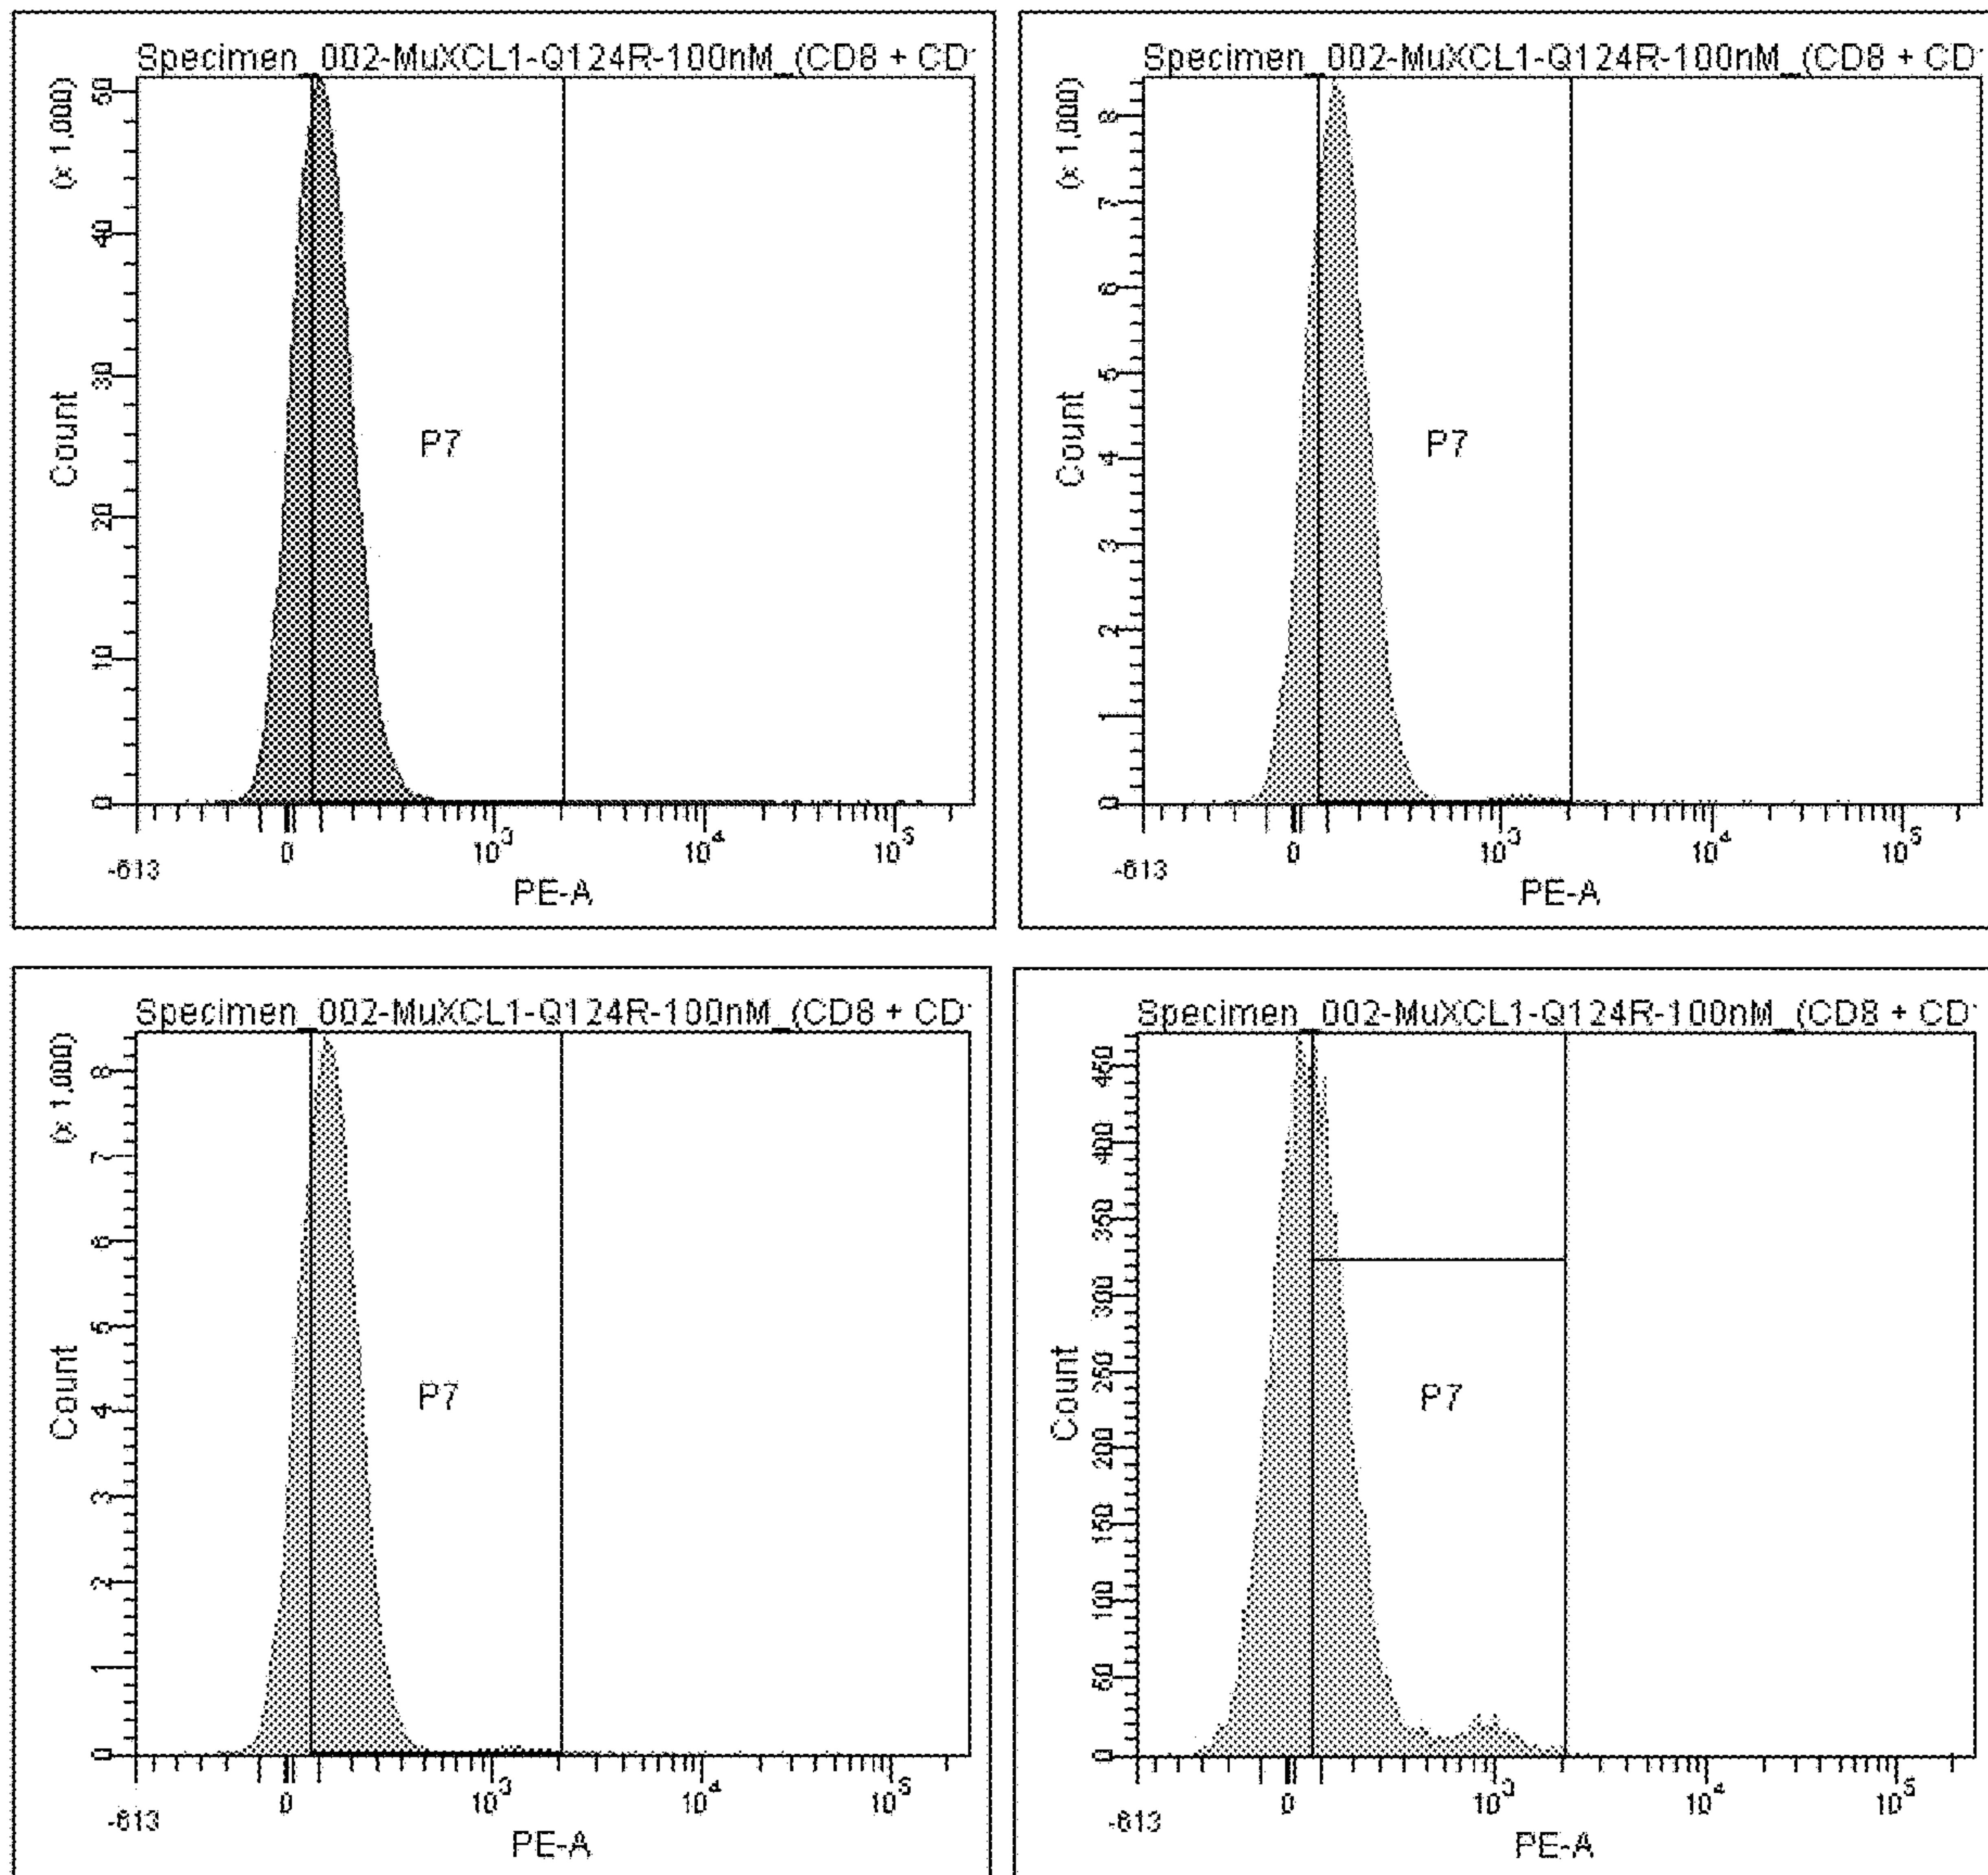 Specimen_002-MuXCL1-Q124R-100nM_(CD8 + CD
(x 1,000)
Count
50
40
30
20
10
0
P7
-613
0
10³
10⁴
10⁵
PE-A
Specimen_002-MuXCL1-Q124R-100nM_(CD8 + CD
(x 1,000)
Count
8
7
6
5
4
3
2
1
0
P7
-613
0
10³
10⁴
10⁵
PE-A
Specimen_002-MuXCL1-Q124R-100nM_(CD8 + CD
(x 1,000)
Count
8
7
6
5
4
3
2
1
0
P7
-613
0
10³
10⁴
10⁵
PE-A
Specimen_002-MuXCL1-Q124R-100nM_(CD8 + CD
Count
450
400
350
300
250
200
150
100
50
0
P7
-613
0
10³
10⁴
10⁵
PE-A